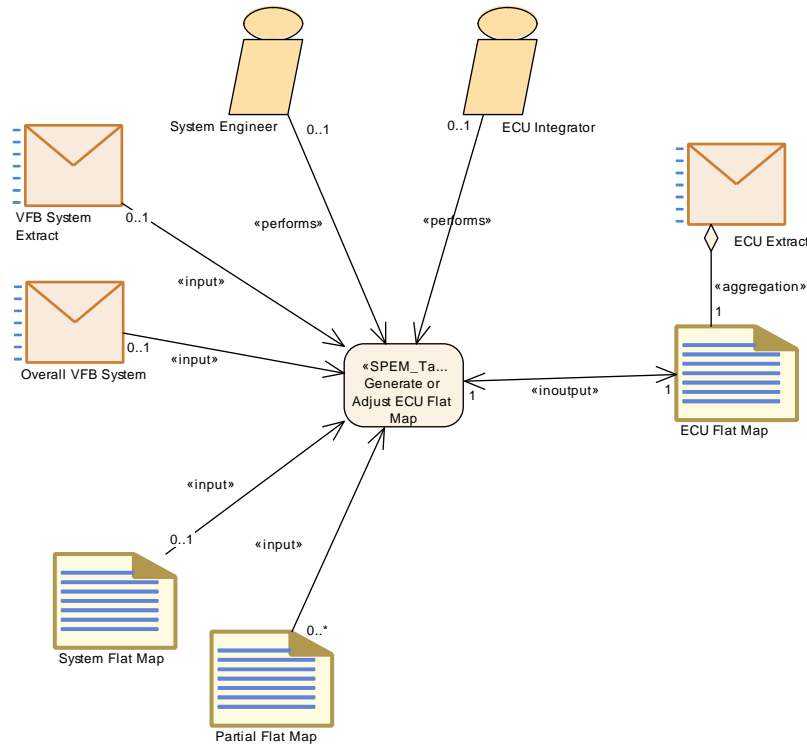 System Engineer
0..1
0..1
ECU Integrator
VFB System
Extract
0..1
«performs»
«performs»
ECU Extract
«input»
«aggregation»
1
Overall VFB System
0..1
«input»
«SPEM_Ta...
Generate or
Adjust ECU Flat
Map
1
«inoutput»
1
ECU Flat Map
«input»
0..1
«input»
System Flat Map
0..*
Partial Flat Map